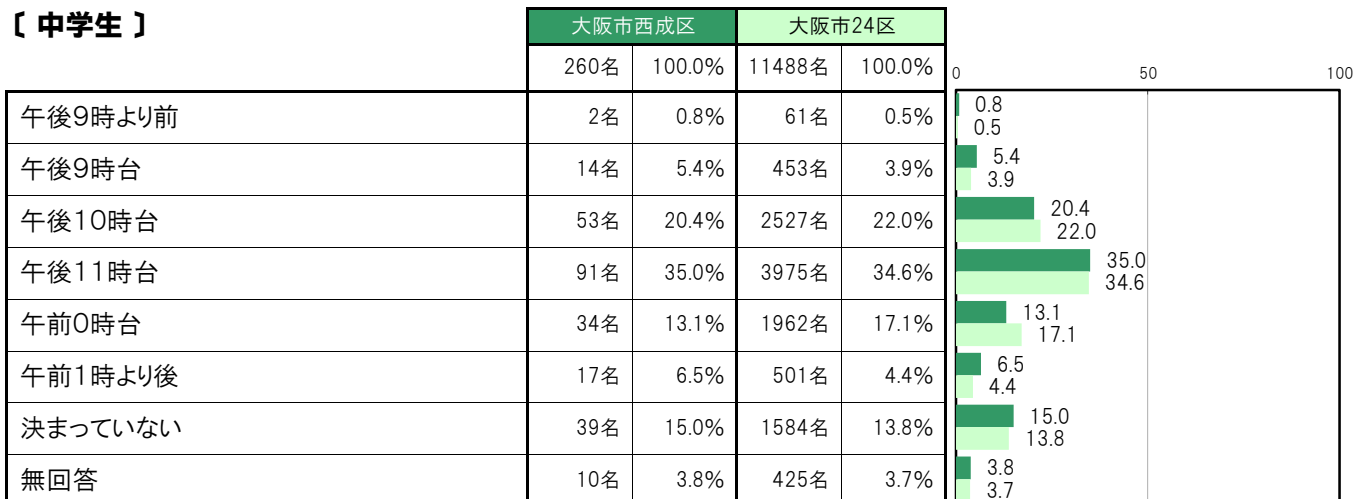 〔 中学生 〕
大阪市西成区 大阪市24区
260名 100.0% 11488名 100.0%
0 50 100
午後9時より前 2名 0.8% 61名 0.5% 0.8
0.5
午後9時台 14名 5.4% 453名 3.9% 5.4
3.9
午後10時台 53名 20.4% 2527名 22.0% 20.4
22.0
午後11時台 91名 35.0% 3975名 34.6% 35.0
34.6
午前0時台 34名 13.1% 1962名 17.1% 13.1
17.1
午前1時より後 17名 6.5% 501名 4.4% 6.5
4.4
決まっていない 39名 15.0% 1584名 13.8% 15.0
13.8
無回答 10名 3.8% 425名 3.7% 3.8
3.7